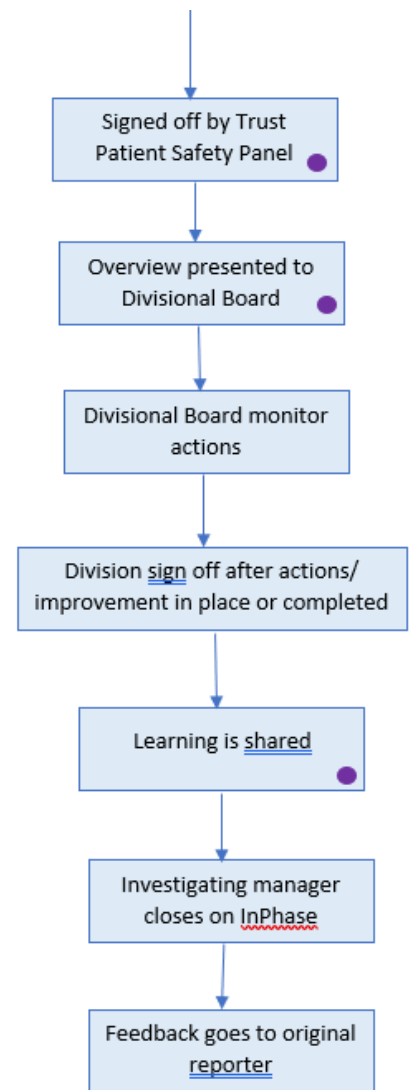 Signed off by Trust
Patient Safety Panel
Overview presented to
Divisional Board
Divisional Board monitor
actions
Division sign off after actions/
improvement in place or completed
Learning is shared
Investigating manager
closes on InPhase
Feedback goes to original
reporter